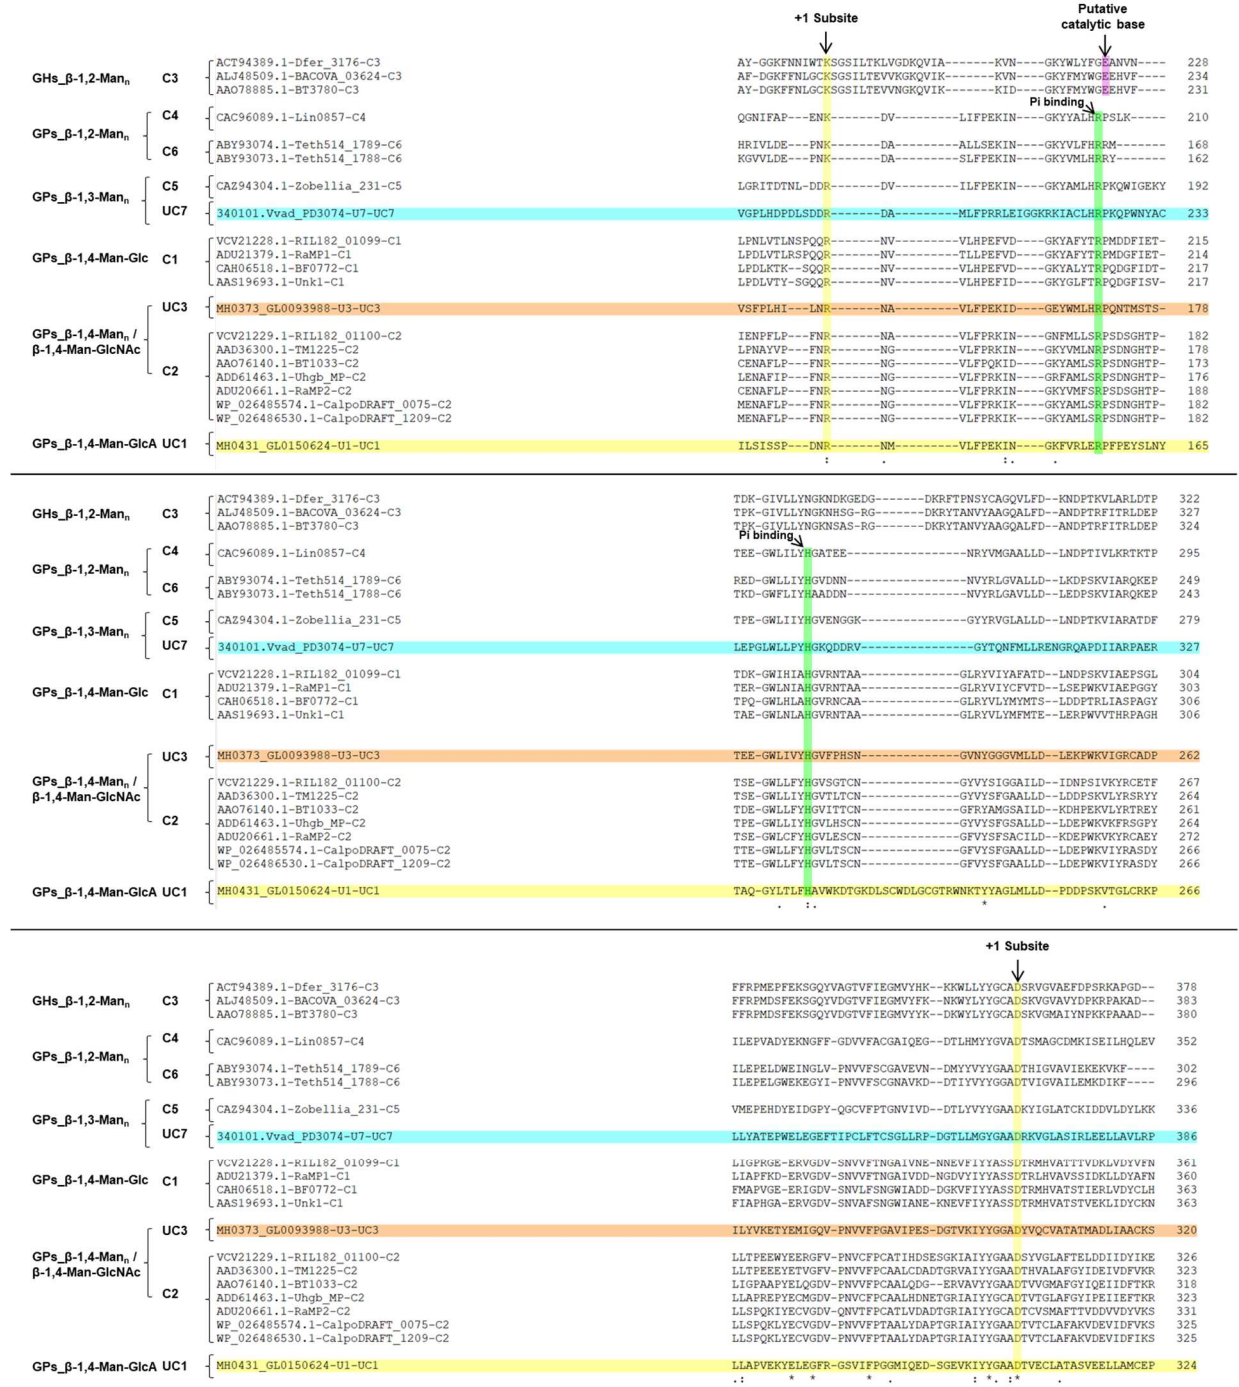 +1 Subsite
Putative
catalytic base
GHs_β-1,2-Manₙ C3
ACT94389.1-Dfer_3176-C3 AY-GGKFNNIWTKSGSILTKLVGDKQVIA-------KVN---GKYWLYFGEANVN---- 228
ALJ48509.1-BACOVA_03624-C3 AF-DGKFFNLGCKSGSILTEVVKGKQVIK-------KIN---GKYFMYWGEEHVF---- 234
AAO78885.1-BT3780-C3 AY-DGKFFNLGCKSGSILTEVVNGKQVIK-------KID---GKYFMYWGEEHVF---- 231
Pi binding
GPs_β-1,2-Manₙ
C4 CAC96089.1-Lin0857-C4 QGNIFAP---ENK--------DV---------LIFPEKIN---GKYYALHRPSLK---- 210
C6
ABY93074.1-Teth514_1789-C6 HRIVLDE---PNK--------DA---------ALLSEKIN---GKYVLFHRRM------ 168
ABY93073.1-Teth514_1788-C6 KGVVLDE---PNK--------DA---------SLFPEKIN---GKYVMLHRRY------ 162
GPs_β-1,3-Manₙ
C5 CAZ94304.1-Zobellia_231-C5 LGRITDTNL-DDR--------DV---------ILFPEKIN---GKYAMLHRPKQWIGEKY 192
UC7 340101.Vvad_PD3074-U7-UC7 VGPLHDPDLSDDR--------DA---------MLFPRRLEIGGKRKIACLHRPKQPWNYAC 233
GPs_β-1,4-Man-Glc C1
VCV21228.1-RIL182_01099-C1 LPNLVTLNSPQQR--------NV---------VLHPEFVD---GKYAFYTRPMDDFIET- 215
ADU21379.1-RaMP1-C1 LPDLVTLRSPQQR--------NV---------TLLPEFVD---GKYAFYTRPMDGFIET- 214
CAH06518.1-BF0772-C1 LPDLKTK--SQQR--------NV---------VLHPEFVD---GKYALYTRPQDGFIDT- 217
AAS19693.1-Unk1-C1 LPDLVTY-SGQQR--------NV---------VLHPEFVD---GKYGLFTRPQDGFISV- 217
UC3 MH0373_GL0093988-U3-UC3 VSFPLHI---LNR--------NA---------VLFPEKID---GEYWMLHRPQNTMSTS- 178
GPs_β-1,4-Manₙ /
β-1,4-Man-GlcNAc
C2
VCV21229.1-RIL182_01100-C2 IENPFLP---FNR--------NA---------VLFPRKIN---GNFMLLSRPSDSGHTP- 182
AAD36300.1-TM1225-C2 LPNAYVP---FNR--------NG---------VLFPRKIN---GKYVMLNRPSDNGHTP- 178
AAO76140.1-BT1033-C2 CENAFIP---FNR--------NG---------VLFPQKID---GKYAMLSRPSDNGHTP- 173
ADD61463.1-Uhgb_MP-C2 LENAFIP---FNR--------NG---------VLFPRKIN---GRFAMLSRPSDNGHTP- 176
ADU20661.1-RaMP2-C2 CENAFLP---FNR--------NG---------VLFPRKIN---GKYVMFSRPSDSGHTP- 188
WP_026485574.1-CalpoDRAFT_0075-C2 MENAFLP---FNR--------NG---------VLFPRKIK---GKYAMLSRPSDNGHTP- 182
WP_026486530.1-CalpoDRAFT_1209-C2 MENAFLP---FNR--------NG---------VLFPRKIK---GKYVMLSRPSDNGHTP- 182
GPs_β-1,4-Man-GlcA UC1 MH0431_GL0150624-U1-UC1 ILSISSP---DNR--------NM---------VLFPEKIN---GKFVRLERPFPEYSLNY 165
: . :. .
GHs_β-1,2-Manₙ C3
ACT94389.1-Dfer_3176-C3 TDK-GIVLLYNGKNDKGEDG-------DKRFTPNSYCAGQVLFD--KNDPTKVLARLDTP 322
ALJ48509.1-BACOVA_03624-C3 TPK-GIVLLYNGKNHSG-RG-------DKRYTANVYAAGQALFD--ANDPTRFITRLDEP 327
AAO78885.1-BT3780-C3 TPK-GIVLLYNGKNSAS-RG-------DKRYTANVYAAGQALFD--KNDPTRFITRLDEP 324
Pi binding
GPs_β-1,2-Manₙ
C4 CAC96089.1-Lin0857-C4 TEE-GWLILYHGATEE-----------NRYVMGAALLD--LNDPTIVLKRTKTP 295
C6
ABY93074.1-Teth514_1789-C6 RED-GWLLIYHGVDNN-----------NVYRLGVALLD--LKDPSKVIARQKEP 249
ABY93073.1-Teth514_1788-C6 TKD-GWFLIYHAADDN-----------NVYRLGAVLLD--LEDPSKVIARQKEP 243
GPs_β-1,3-Manₙ
C5 CAZ94304.1-Zobellia_231-C5 TPE-GWLIIYHGVENGGK---------GYYRVGLALLD--LNDPTKVIARATDF 279
UC7 340101.Vvad_PD3074-U7-UC7 LEPGLWLLPYHGKQDDRV---------GYTQNFMLLRENGRQAPDIIARPAER 327
GPs_β-1,4-Man-Glc C1
VCV21228.1-RIL182_01099-C1 TDK-GWIHIAHGVRNTAA---------GLRYVIYAFATD--LNDPSKVIAEPSGL 304
ADU21379.1-RaMP1-C1 TER-GWLNIAHGVRNTAA---------GLRYVIYCFVTD--LSEPWKVIAEPGGY 303
CAH06518.1-BF0772-C1 TPQ-GWLHLAHGVRNCAA---------GLRYVLYMYMTS--LDDPTRLIASPAGY 306
AAS19693.1-Unk1-C1 TAE-GWLNLAHGVRNTAA---------GLRYVLYMFMTE--LERPWVVTHRPAGH 306
UC3 MH0373_GL0093988-U3-UC3 TEE-GWLIVYHGVFPHSN---------GVNYGGGVMLLD--LEKPWKVIGRCADP 262
GPs_β-1,4-Manₙ /
β-1,4-Man-GlcNAc
C2
VCV21229.1-RIL182_01100-C2 TSE-GWLLFYHGVSGTCN---------GYVYSIGGAILD--IDNPSIVKYRCETF 267
AAD36300.1-TM1225-C2 TSE-GWLLIYHGVTLTCN---------GYVYSFGAALLD--LDDPSKVLYRSRYY 264
AAO76140.1-BT1033-C2 TDE-GWLLFYHGVITTCN---------GFRYAMGSAILD--KDHPEKVLYRTREY 261
ADD61463.1-Uhgb_MP-C2 TPE-GWLLIYHGVLHSCN---------GYVYSFGSALLD--LDEPWKVKFRSGPY 264
ADU20661.1-RaMP2-C2 TSE-GWLCFYHGVLESCN---------GFVYSFSACILD--KDEPWKVKYRCAEY 272
WP_026485574.1-CalpoDRAFT_0075-C2 TTE-GWLLFYHGVLTSCN---------GFVYSFGAALLD--LDEPWKVIYRASDY 266
WP_026486530.1-CalpoDRAFT_1209-C2 TTE-GWLLFYHGVLTSCN---------GFVYSFGAALLD--LDEPWKVIYRASDY 266
GPs_β-1,4-Man-GlcA UC1 MH0431_GL0150624-U1-UC1 TAQ-GYLTLFHAVWKDTGKDLSCWDLGCGTRWNKTYYAGLMLLD--PDDPSKVTGLCRKP 266
. :. * .
+1 Subsite
GHs_β-1,2-Manₙ C3
ACT94389.1-Dfer_3176-C3 FFRPMEPFEKSGQYVAGTVFIEGMVYHK--KKWLLYYGCADSRVGVAEFDPSRKAPGD-- 378
ALJ48509.1-BACOVA_03624-C3 FFRPMDSFEKSGQYVDGTVFIEGMVYFK--NKWYLYYGCADSKVGVAVYDPKRPAKAD-- 383
AAO78885.1-BT3780-C3 FFRPMDSFEKSGQYVDGTVFIEGMVYYK--DKWYLYYGCADSKVGMAIYNPKKPAAAD-- 380
GPs_β-1,2-Manₙ
C4 CAC96089.1-Lin0857-C4 ILEPVADYEKNGFF-GDVVFACGAIQEG--DTLHMYYGVADTSMAGCDMKISEILHQLEV 352
C6
ABY93074.1-Teth514_1789-C6 ILEPELDWEINGLV-PNVVFSCGAVEVN--DMYYVYYGAADTHIGVAVIEKEKVKF---- 302
ABY93073.1-Teth514_1788-C6 ILEPELGWEKEGYI-PNVVFSCGNAVKD--DTIYVYYGGADTVIGVAILEMKDIKF---- 296
GPs_β-1,3-Manₙ
C5 CAZ94304.1-Zobellia_231-C5 VMEPEHDYEIDGPY-QGCVFPTGNVIVD--DTLYVYYGAADKYIGLATCKIDDVLDYLKK 336
UC7 340101.Vvad_PD3074-U7-UC7 LLYATEPWELEGEFTIPCLFTCSGLLRP-DGTLLMGYGAADRKVGLASIRLEELLAVLRP 386
GPs_β-1,4-Man-Glc C1
VCV21228.1-RIL182_01099-C1 LIGPRGE-ERVGDV-SNVVFTNGAIVNE-NNEVFIYYASSDTRMHVATTTVDKLVDYVFN 361
ADU21379.1-RaMP1-C1 LIAPFKD-ERVGDV-SNVVFTNGAIVDD-NGDVYIYYASSDTRLHVAVSSIDKLLDYAFN 360
CAH06518.1-BF0772-C1 FMAPVGE-ERIGDV-SNVLFSNGWIADD-DGKVFIYYASSDTRMHVATSTIERLVDYCLH 363
AAS19693.1-Unk1-C1 FIAPHGA-ERVGDV-SNVVFSNGWIANE-KNEVFIYYASSDTRMHVATSTLEKLIDYVLN 363
UC3 MH0373_GL0093988-U3-UC3 ILYVKETYEMIGQV-PNVVFPGAVIPES-DGTVKIYYGGADYVQCVATATMADLIAACKS 320
GPs_β-1,4-Manₙ /
β-1,4-Man-GlcNAc
C2
VCV21229.1-RIL182_01100-C2 LLTPEEWYEERGFV-PNVCFPCATIHDSESGKIAIYYGAADSYVGLAFTELDDIIDYIKE 326
AAD36300.1-TM1225-C2 LLTPEEEYETVGFV-PNVVFPCAALCDADTGRVAIYYGAADTHVALAFGYIDEIVDFVKR 323
AAO76140.1-BT1033-C2 LIGPAAPYELQGDV-PNVVFPCAALQDG--ERVAVYYGAADTVVGMAFGYIQEIIDFTKR 318
ADD61463.1-Uhgb_MP-C2 LLAPREPYECMGDV-PNVCFPCAALHDNETGRIAIYYGCADTVTGLAFGYIPEIIEFTKR 323
ADU20661.1-RaMP2-C2 LLSPQKIYECVGDV-QNVTFPCATLVDADTGRIAIYYGAADTCVSMAFTTVDDVVDYVKS 331
WP_026485574.1-CalpoDRAFT_0075-C2 LLSPQKLYECVGDV-PNVVFPTAALYDAPTGRIAIYYGAADTVTCLAFAKVDEVIDFVKS 325
WP_026486530.1-CalpoDRAFT_1209-C2 LLSPQKLYECVGDV-PNVVFPTAALYDAPTGRIAIYYGAADTVTCLAFAKVDEVIDFIKS 325
GPs_β-1,4-Man-GlcA UC1 MH0431_GL0150624-U1-UC1 LLAPVEKYELEGFR-GSVIFPGGMIQED-SGEVKIYYGAADTVECLATASVEELLAMCEP 324
.: * * * : *. :* .